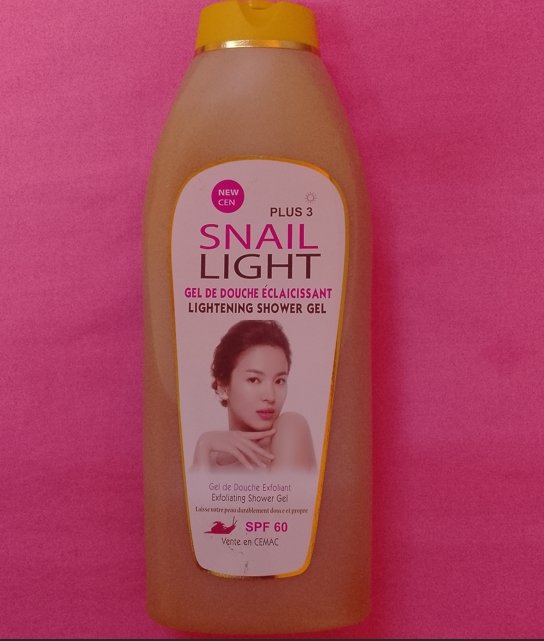 NEW
CEN
PLUS 3
SNAIL
LIGHT
GEL DE DOUCHE ÉCLAICISSANT
LIGHTENING SHOWER GEL
Gel de Douche Exfoliant
Exfoliating Shower Gel
Laisse votre peau durablement douce et propre
SPF 60
Vente en CEMAC